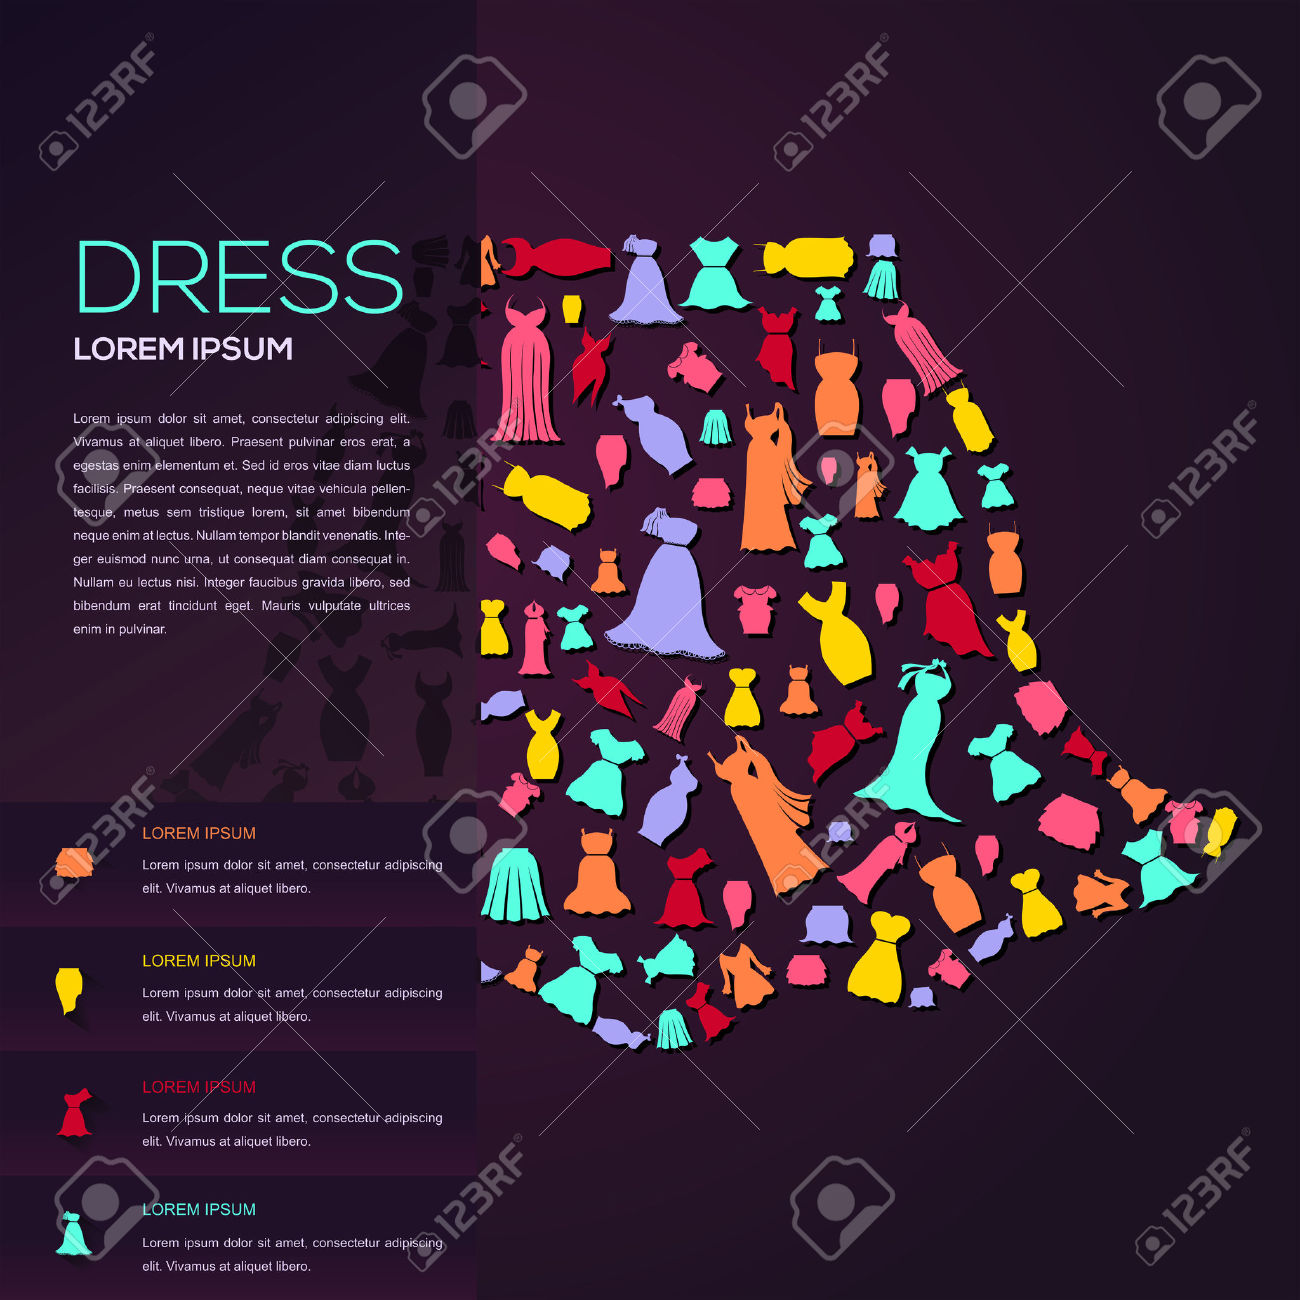 DRESS
LOREM IPSUM
Lorem ipsum dolor sit amet, consectetur adipiscing elit.
Vivamus at aliquet libero. Praesent pulvinar eros erat, a
egestas enim elementum et. Sed id eros vitae diam luctus
facilisis. Praesent consequat, neque vitae vehicula pellen-
tesque, metus sem tristique lorem, sit amet bibendum
neque enim at lectus. Nullam tempor blandit venenatis. Inte-
ger euismod nunc urna, ut consequat diam consequat in.
Nullam eu lectus nisi. Integer faucibus gravida libero, sed
bibendum erat tincidunt eget. Mauris vulputate ultrices
enim in pulvinar.
LOREM IPSUM
Lorem ipsum dolor sit amet, consectetur adipiscing
elit. Vivamus at aliquet libero.
LOREM IPSUM
Lorem ipsum dolor sit amet, consectetur adipiscing
elit. Vivamus at aliquet libero.
LOREM IPSUM
Lorem ipsum dolor sit amet, consectetur adipiscing
elit. Vivamus at aliquet libero.
LOREM IPSUM
Lorem ipsum dolor sit amet, consectetur adipiscing
elit. Vivamus at aliquet libero.
123RF
123RF
123RF
123RF
123RF
123RF
123RF
123RF